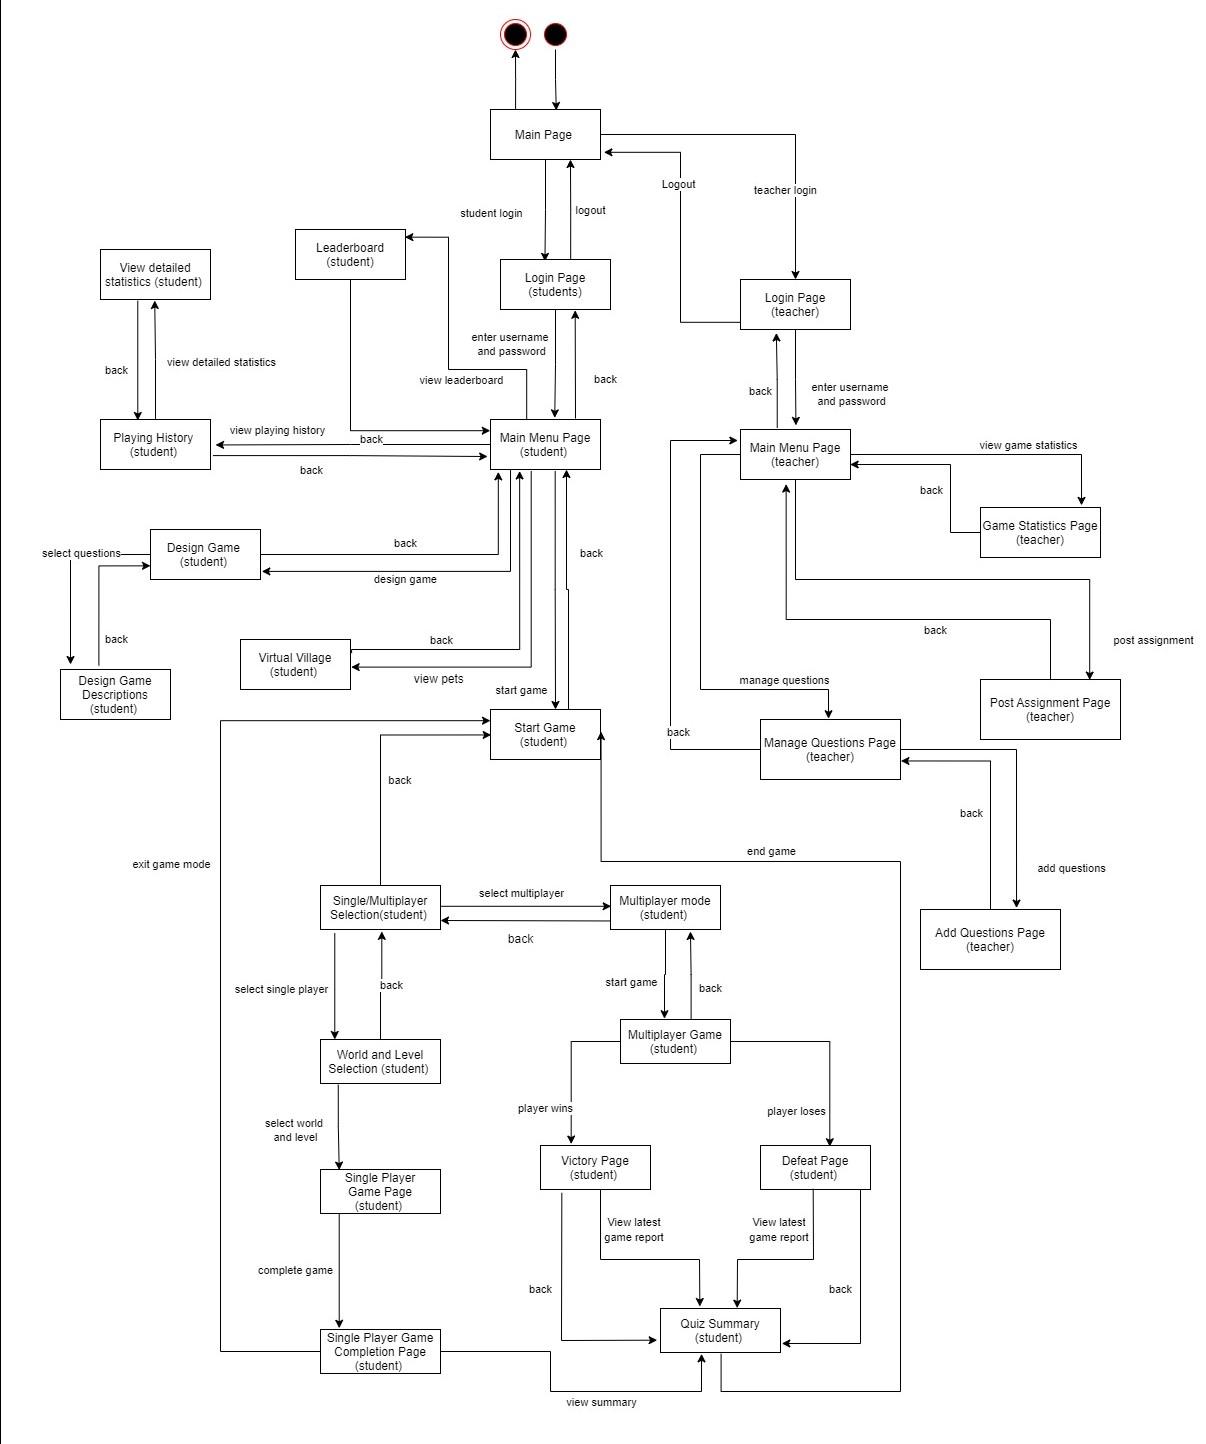 Main Page
Logout
teacher login
student login
logout
Leaderboard
(student)
View detailed
statistics (student)
Login Page
(students)
Login Page
(teacher)
enter username
and password
back
view detailed statistics
view leaderboard
back
back
enter username
and password
Playing History
(student)
view playing history
back
back
Main Menu Page
(student)
Main Menu Page
(teacher)
view game statistics
back
Game Statistics Page
(teacher)
select questions
Design Game
(student)
back
design game
back
back
back
post assignment
Virtual Village
(student)
back
view pets
Design Game
Descriptions
(student)
start game
manage questions
Post Assignment Page
(teacher)
Start Game
(student)
back
Manage Questions Page
(teacher)
back
back
exit game mode
end game
add questions
Single/Multiplayer
Selection(student)
select multiplayer
back
Multiplayer mode
(student)
Add Questions Page
(teacher)
select single player
back
start game
back
World and Level
Selection (student)
Multiplayer Game
(student)
select world
and level
player wins
player loses
Single Player
Game Page
(student)
Victory Page
(student)
Defeat Page
(student)
View latest
game report
View latest
game report
complete game
back
back
Single Player Game
Completion Page
(student)
Quiz Summary
(student)
view summary